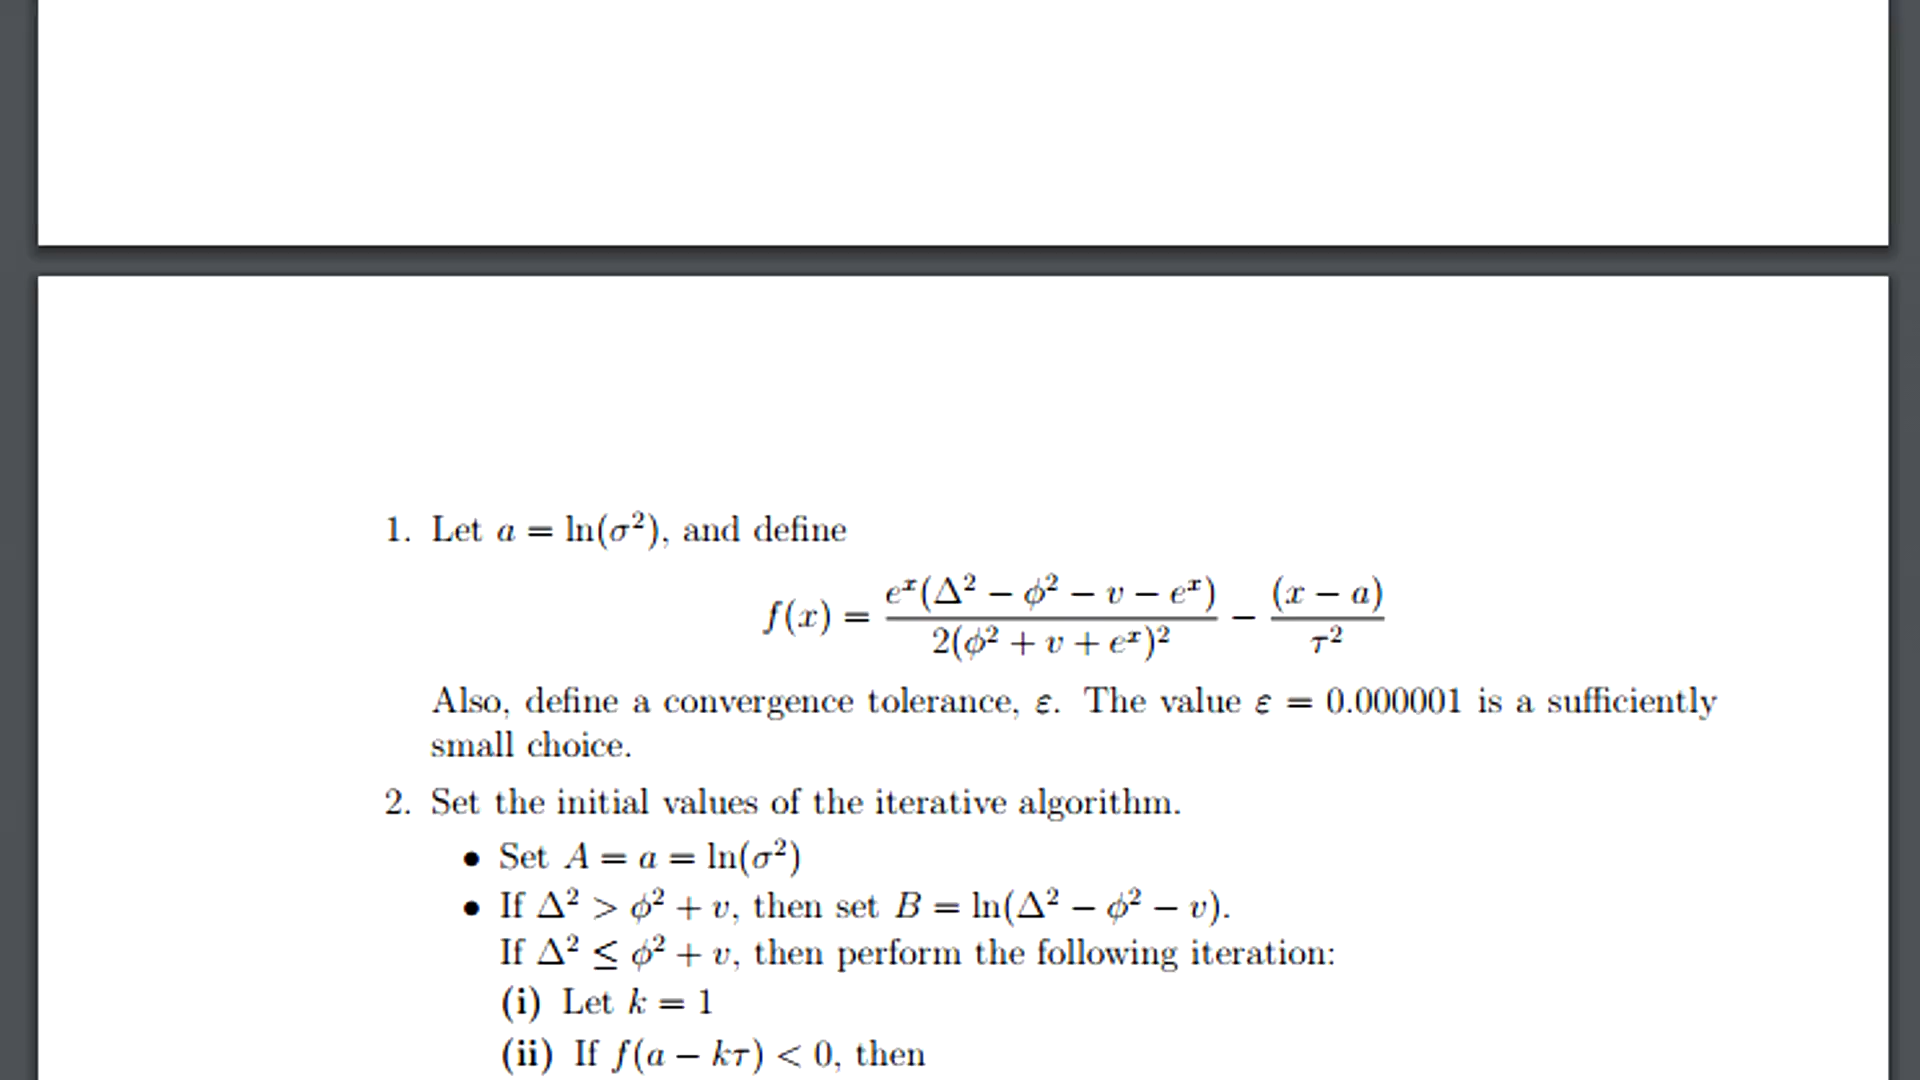 1. Let a = ln(σ²), and define
f(x) = \frac{e^x(Δ² − ϕ² − v − e^x)}{2(ϕ² + v + e^x)²} − \frac{(x − a)}{τ²}
Also, define a convergence tolerance, ε. The value ε = 0.000001 is a sufficiently
small choice.
2. Set the initial values of the iterative algorithm.
• Set A = a = ln(σ²)
• If Δ² > ϕ² + v, then set B = ln(Δ² − ϕ² − v).
If Δ² ≤ ϕ² + v, then perform the following iteration:
(i) Let k = 1
(ii) If f(a − kτ) < 0, then